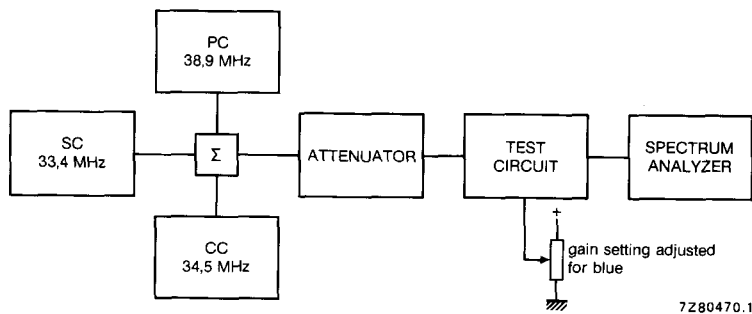 PC
38,9 MHz
SC
33,4 MHz
Σ
ATTENUATOR
TEST
CIRCUIT
SPECTRUM
ANALYZER
CC
34,5 MHz
+
gain setting adjusted
for blue
7Z80470.1